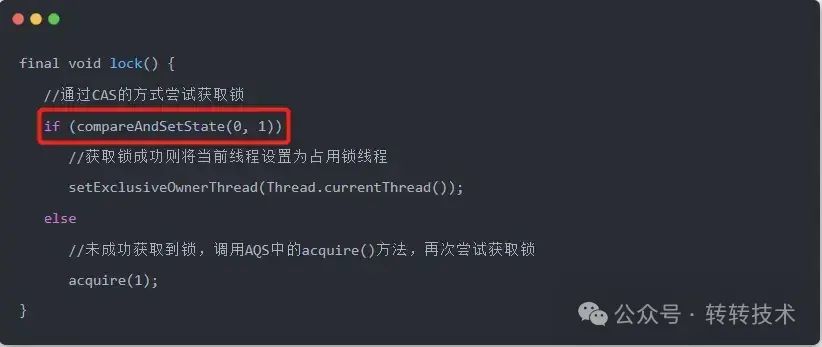 final void lock() {
//通过CAS的方式尝试获取锁
if (compareAndSetState(0, 1))
//获取锁成功则将当前线程设置为占用锁线程
setExclusiveOwnerThread(Thread.currentThread());
else
//未成功获取到锁，调用AQS中的acquire()方法，再次尝试获取锁
acquire(1);
}
公众号 · 转转技术